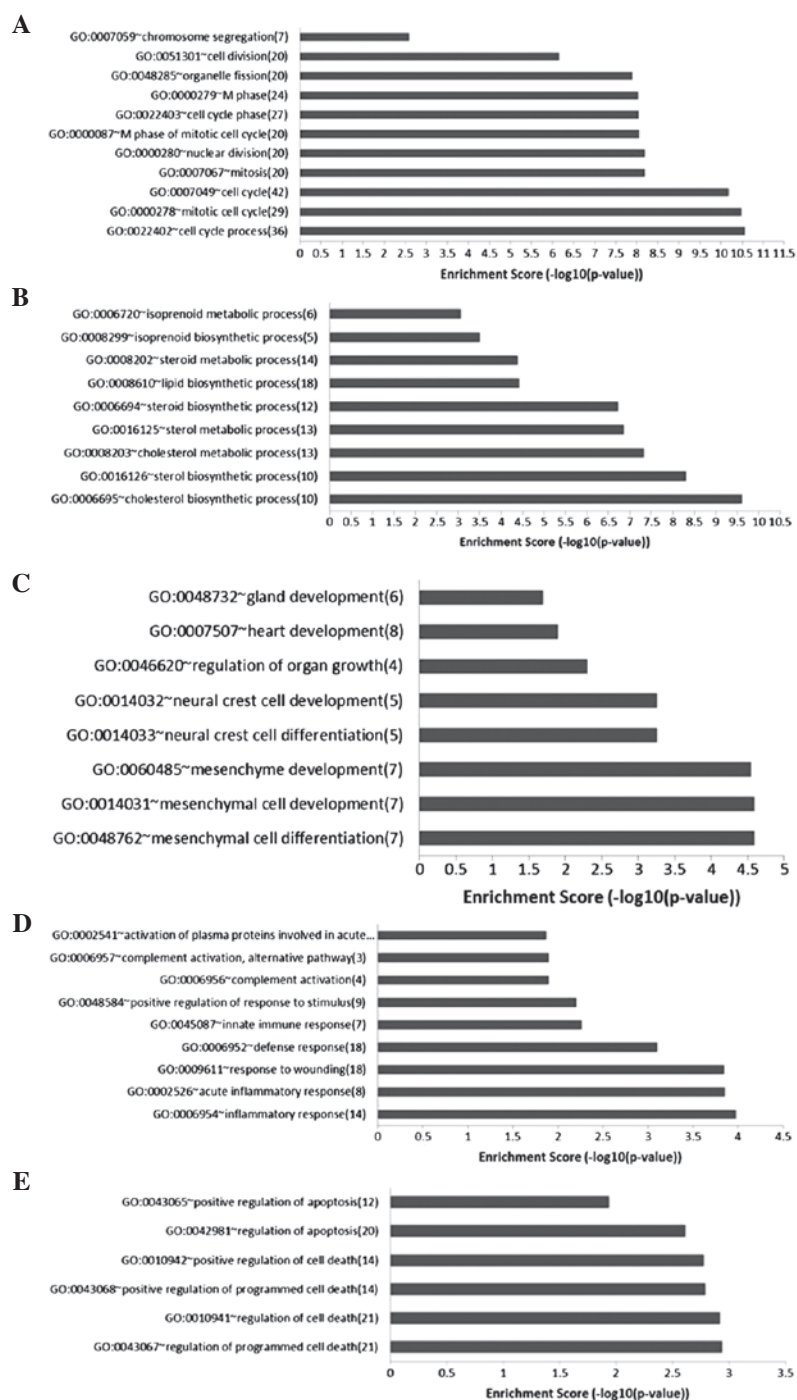 A
GO:0007059~chromosome segregation(7)
GO:0051301~cell division(20)
GO:0048285~organelle fission(20)
GO:0000279~M phase(24)
GO:0022403~cell cycle phase(27)
GO:0000087~M phase of mitotic cell cycle(20)
GO:0000280~nuclear division(20)
GO:0007067~mitosis(20)
GO:0007049~cell cycle(42)
GO:0000278~mitotic cell cycle(29)
GO:0022402~cell cycle process(36)
0 0.5 1 1.5 2 2.5 3 3.5 4 4.5 5 5.5 6 6.5 7 7.5 8 8.5 9 9.5 10 10.5 11 11.5
Enrichment Score (-log10(p-value))
B
GO:0006720~isoprenoid metabolic process(6)
GO:0008299~isoprenoid biosynthetic process(5)
GO:0008202~steroid metabolic process(14)
GO:0008610~lipid biosynthetic process(18)
GO:0006694~steroid biosynthetic process(12)
GO:0016125~sterol metabolic process(13)
GO:0008203~cholesterol metabolic process(13)
GO:0016126~sterol biosynthetic process(10)
GO:0006695~cholesterol biosynthetic process(10)
0 0.5 1 1.5 2 2.5 3 3.5 4 4.5 5 5.5 6 6.5 7 7.5 8 8.5 9 9.5 10 10.5
Enrichment Score (-log10(p-value))
C
GO:0048732~gland development(6)
GO:0007507~heart development(8)
GO:0046620~regulation of organ growth(4)
GO:0014032~neural crest cell development(5)
GO:0014033~neural crest cell differentiation(5)
GO:0060485~mesenchyme development(7)
GO:0014031~mesenchymal cell development(7)
GO:0048762~mesenchymal cell differentiation(7)
0 0.5 1 1.5 2 2.5 3 3.5 4 4.5 5
Enrichment Score (-log10(p-value))
D
GO:0002541~activation of plasma proteins involved in acute...
GO:0006957~complement activation, alternative pathway(3)
GO:0006956~complement activation(4)
GO:0048584~positive regulation of response to stimulus(9)
GO:0045087~innate immune response(7)
GO:0006952~defense response(18)
GO:0009611~response to wounding(18)
GO:0002526~acute inflammatory response(8)
GO:0006954~inflammatory response(14)
0 0.5 1 1.5 2 2.5 3 3.5 4 4.5
Enrichment Score (-log10(p-value))
E
GO:0043065~positive regulation of apoptosis(12)
GO:0042981~regulation of apoptosis(20)
GO:0010942~positive regulation of cell death(14)
GO:0043068~positive regulation of programmed cell death(14)
GO:0010941~regulation of cell death(21)
GO:0043067~regulation of programmed cell death(21)
0 0.5 1 1.5 2 2.5 3 3.5
Enrichment Score (-log10(p-value))